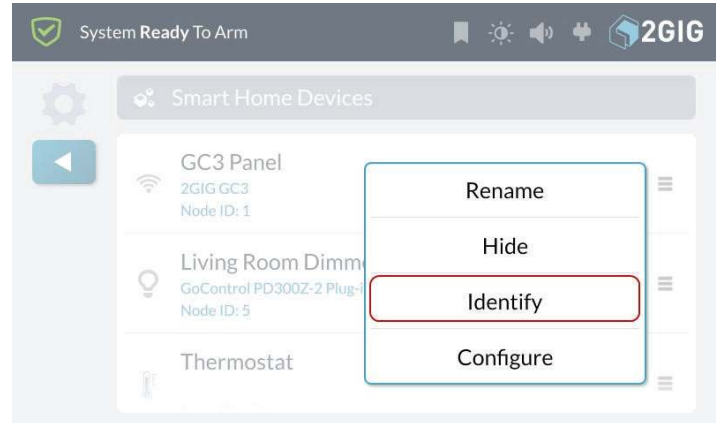 System Ready To Arm
2GIG
Smart Home Devices
GC3 Panel
2GIG GC3
Node ID: 1
Living Room Dimme
GoControl PD300Z-2 Plug-i
Node ID: 5
Thermostat
Rename
Hide
Identify
Configure